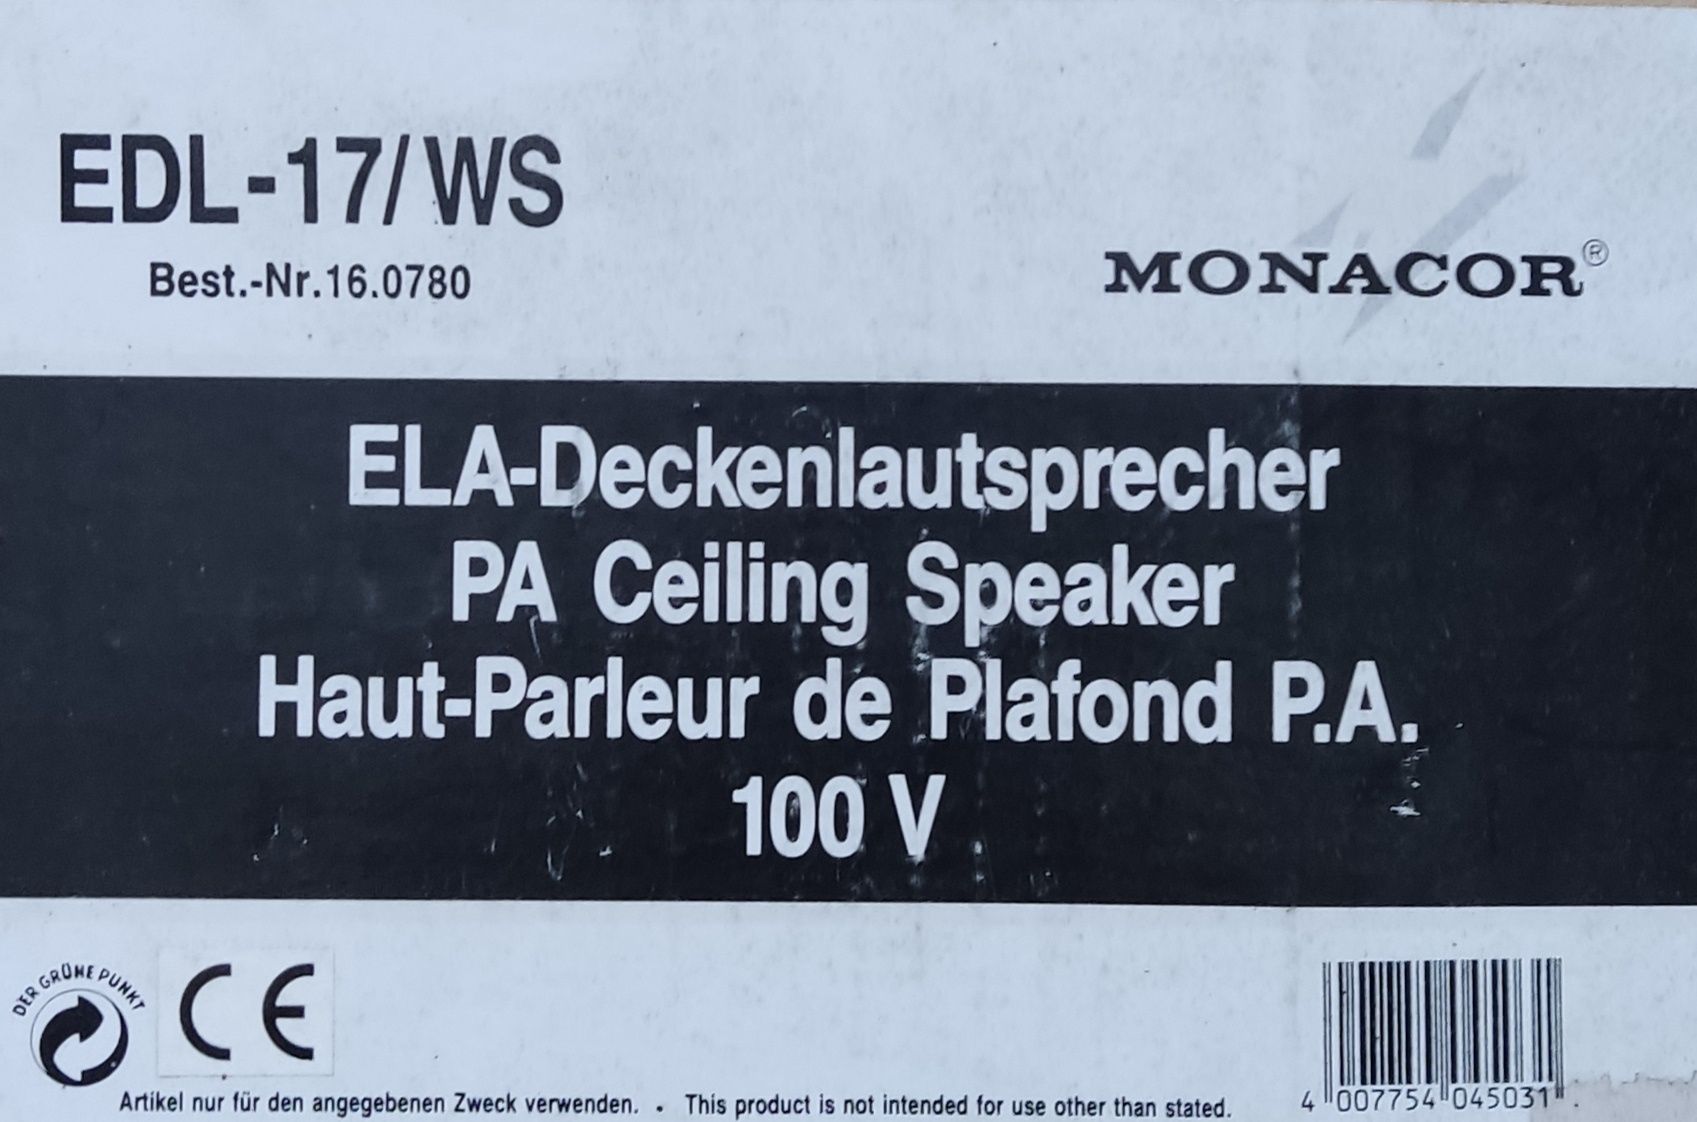 EDL-17/WS
Best.-Nr.16.0780
MONACOR®
ELA-Deckenlautsprecher
PA Ceiling Speaker
Haut-Parleur de Plafond P.A.
100 V
DER GRÜNE PUNKT
CE
Artikel nur für den angegebenen Zweck verwenden. • This product is not intended for use other than stated.
4 007754 045031